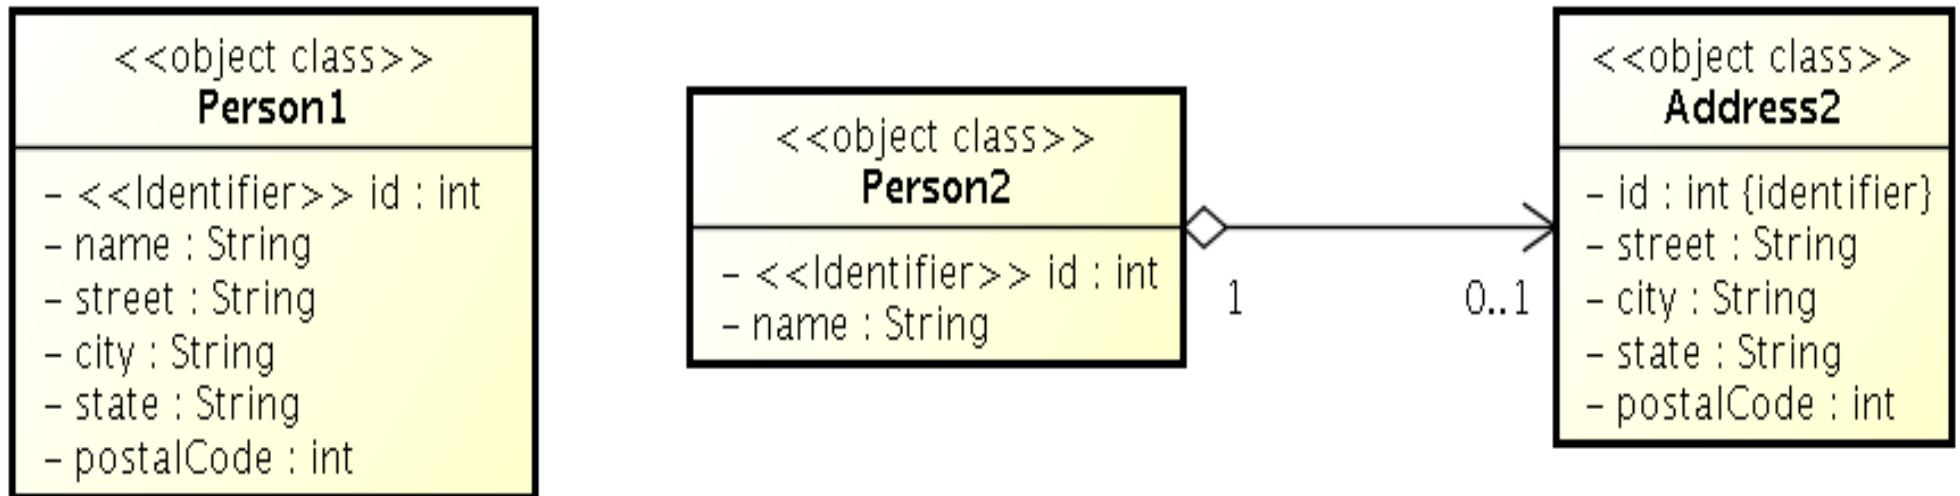 <<object class>>
Person1
- <<Identifier>> id : int
- name : String
- street : String
- city : String
- state : String
- postalCode : int
<<object class>>
Person2
- <<Identifier>> id : int
- name : String
1
0..1
<<object class>>
Address2
- id : int {identifier}
- street : String
- city : String
- state : String
- postalCode : int